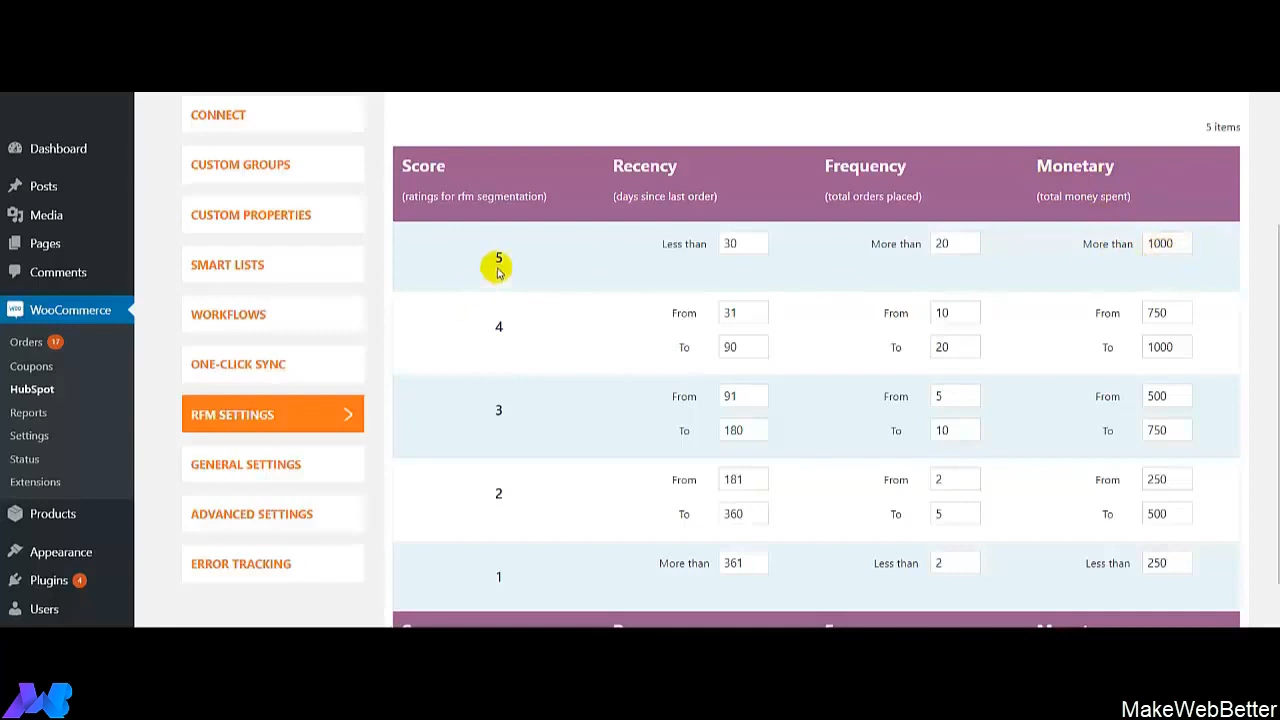 Dashboard
Posts
Media
Pages
Comments
WooCommerce
Orders 17
Coupons
HubSpot
Reports
Settings
Status
Extensions
Products
Appearance
Plugins 4
Users
CONNECT
CUSTOM GROUPS
CUSTOM PROPERTIES
SMART LISTS
WORKFLOWS
ONE-CLICK SYNC
RFM SETTINGS
GENERAL SETTINGS
ADVANCED SETTINGS
ERROR TRACKING
5 items
Score Recency Frequency Monetary
(ratings for rfm segmentation) (days since last order) (total orders placed) (total money spent)
5 Less than 30 More than 20 More than 1000
4 From 31 From 10 From 750
To 90 To 20 To 1000
3 From 91 From 5 From 500
To 180 To 10 To 750
2 From 181 From 2 From 250
To 360 To 5 To 500
1 More than 361 Less than 2 Less than 250
MakeWebBetter